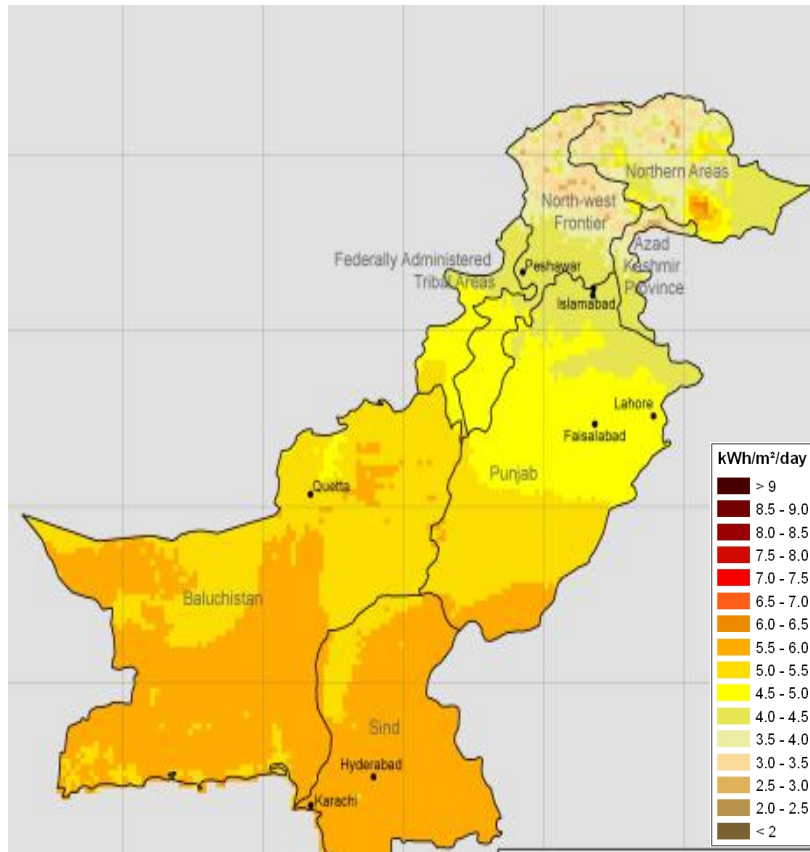 Northern Areas
North-west
Frontier
Azad
Keshmir
Province
Federally Administered
Tribal Areas
Peshawar
Islamabad
Lahore
Faisalabad
Punjab
Quetta
Baluchistan
Sind
Hyderabad
Karachi
kWh/m²/day
> 9
8.5 - 9.0
8.0 - 8.5
7.5 - 8.0
7.0 - 7.5
6.5 - 7.0
6.0 - 6.5
5.5 - 6.0
5.0 - 5.5
4.5 - 5.0
4.0 - 4.5
3.5 - 4.0
3.0 - 3.5
2.5 - 3.0
2.0 - 2.5
< 2